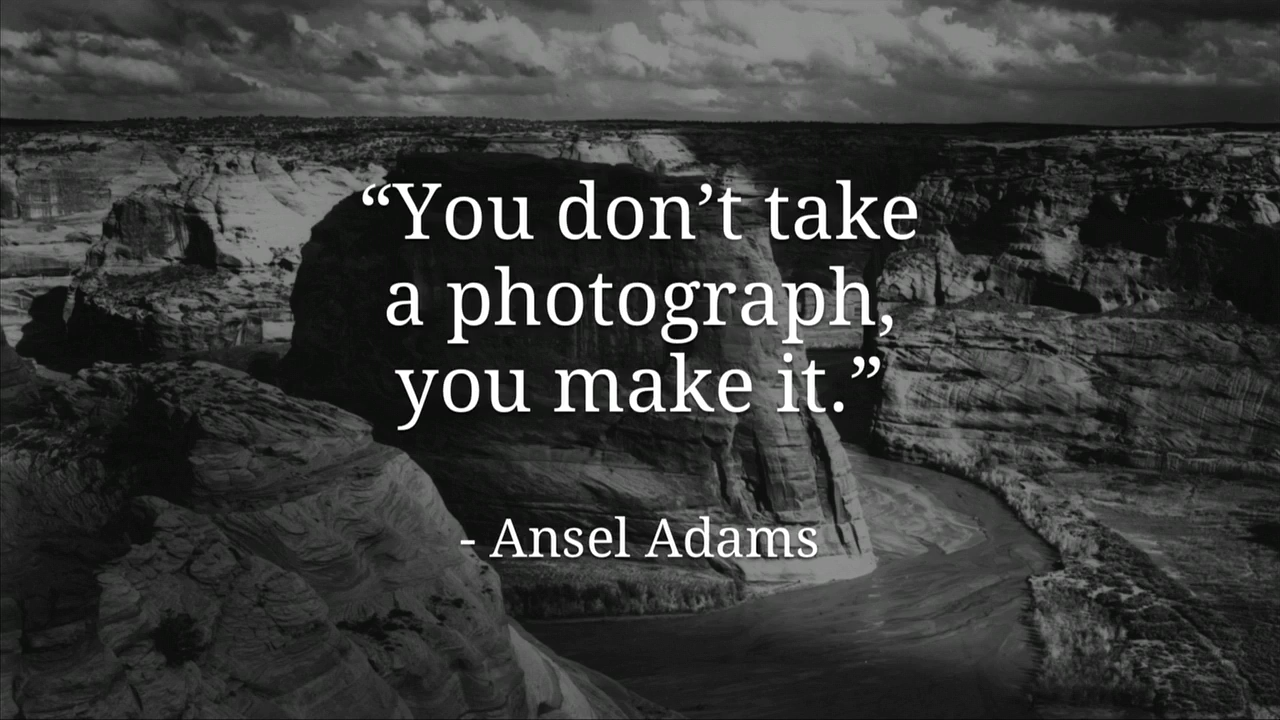 “You don’t take
a photograph,
you make it.”
- Ansel Adams